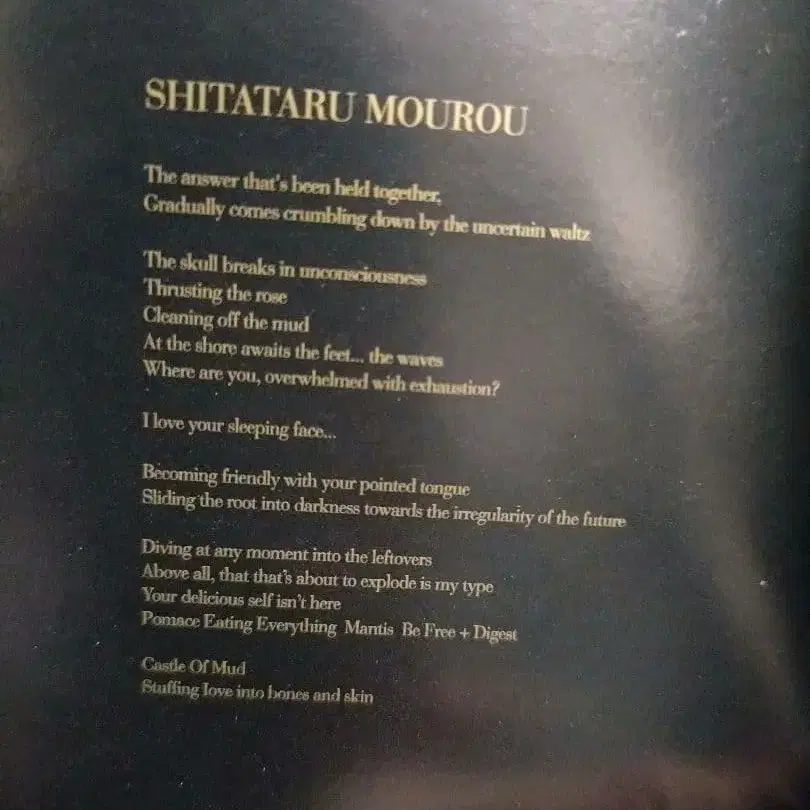 SHITATARU MOUROU
The answer that's been held together,
Gradually comes crumbling down by the uncertain waltz
The skull breaks in unconsciousness
Thrusting the rose
Cleaning off the mud
At the shore awaits the feet... the waves
Where are you, overwhelmed with exhaustion?
I love your sleeping face...
Becoming friendly with your pointed tongue
Sliding the root into darkness towards the irregularity of the future
Diving at any moment into the leftovers
Above all, that that's about to explode is my type
Your delicious self isn't here
Pomace Eating Everything Mantis Be Free + Digest
Castle Of Mud
Stuffing love into bones and skin